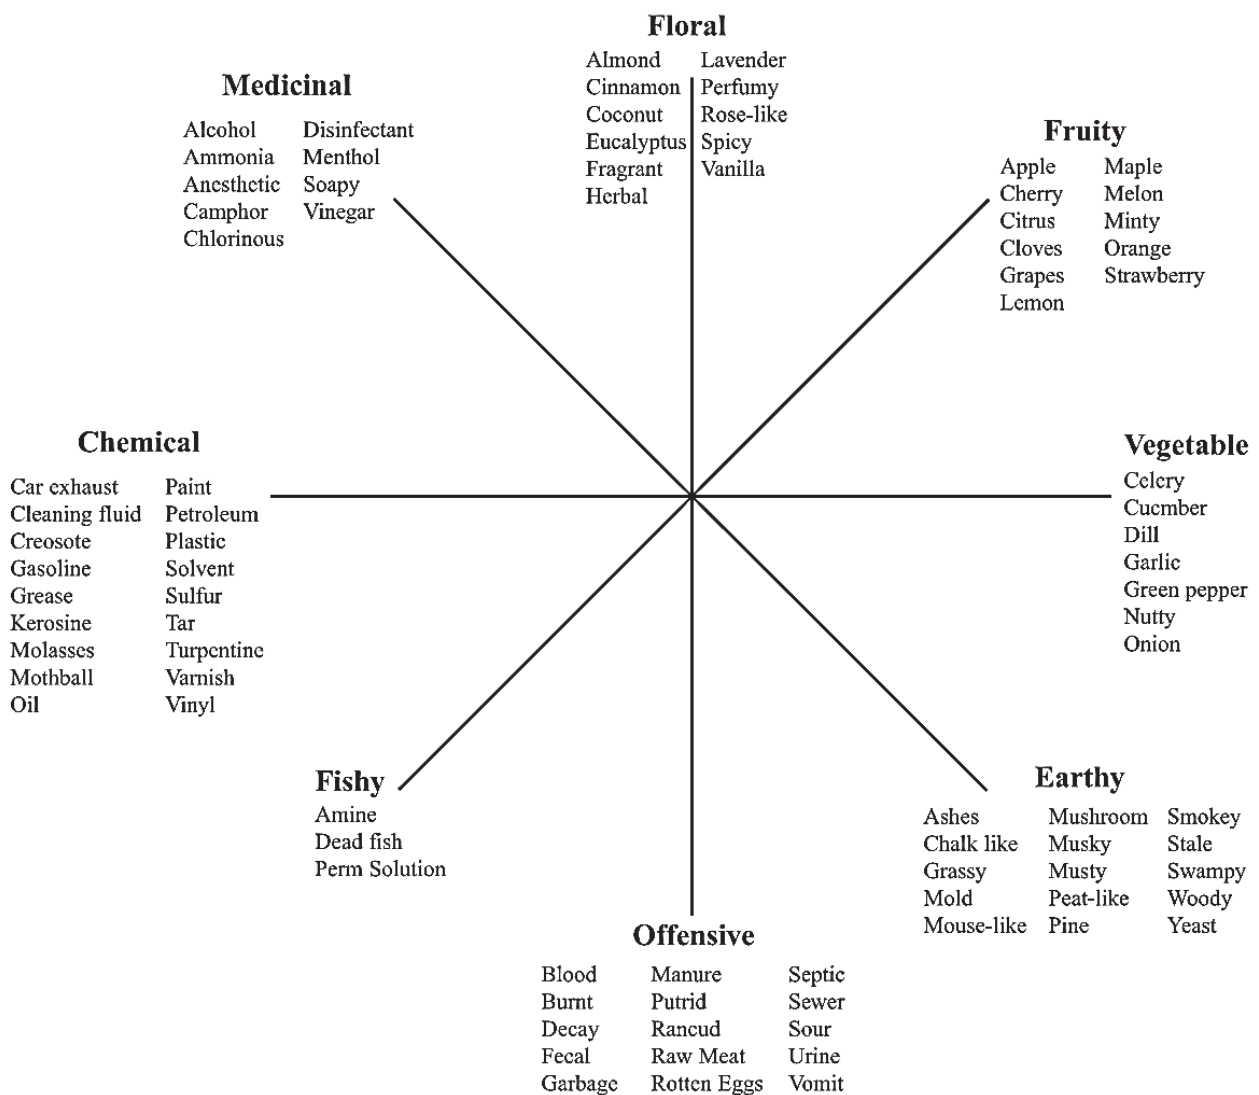 Floral
Almond Lavender
Cinnamon Perfumy
Coconut Rose-like
Eucalyptus Spicy
Fragrant Vanilla
Herbal
Medicinal
Alcohol Disinfectant
Ammonia Menthol
Anesthetic Soapy
Camphor Vinegar
Chlorinous
Fruity
Apple Maple
Cherry Melon
Citrus Minty
Cloves Orange
Grapes Strawberry
Lemon
Chemical
Car exhaust Paint
Cleaning fluid Petroleum
Creosote Plastic
Gasoline Solvent
Grease Sulfur
Kerosine Tar
Molasses Turpentine
Mothball Varnish
Oil Vinyl
Vegetable
Celery
Cucmber
Dill
Garlic
Green pepper
Nutty
Onion
Fishy
Amine
Dead fish
Perm Solution
Earthy
Ashes Mushroom Smokey
Chalk like Musky Stale
Grassy Musty Swampy
Mold Peat-like Woody
Mouse-like Pine Yeast
Offensive
Blood Manure Septic
Burnt Putrid Sewer
Decay Rancud Sour
Fecal Raw Meat Urine
Garbage Rotten Eggs Vomit